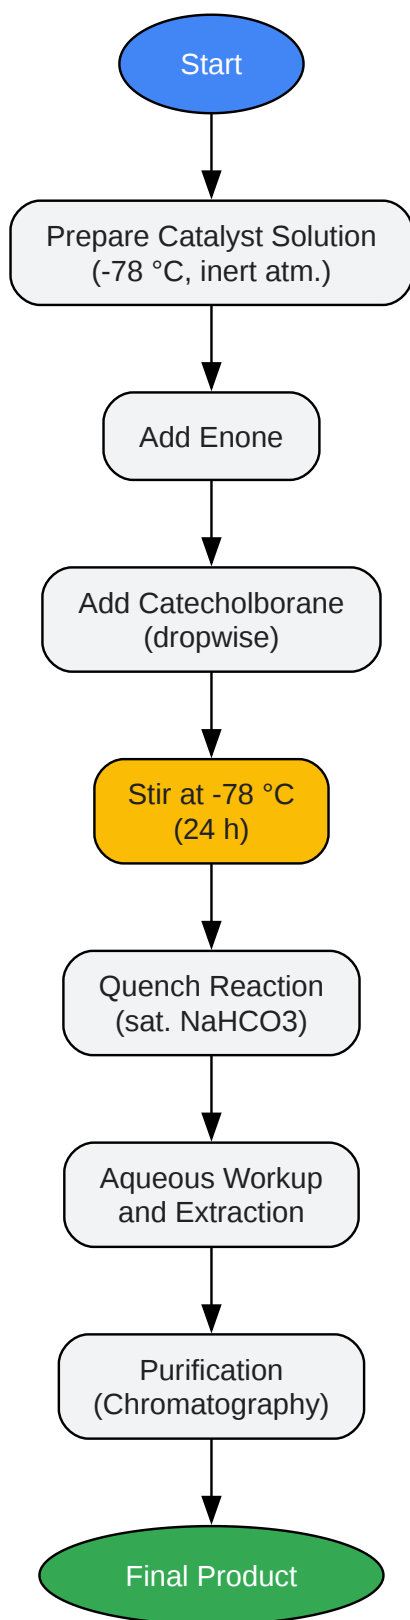 Start
Prepare Catalyst Solution
(-78 °C, inert atm.)
Add Enone
Add Catecholborane
(dropwise)
Stir at -78 °C
(24 h)
Quench Reaction
(sat. NaHCO3)
Aqueous Workup
and Extraction
Purification
(Chromatography)
Final Product